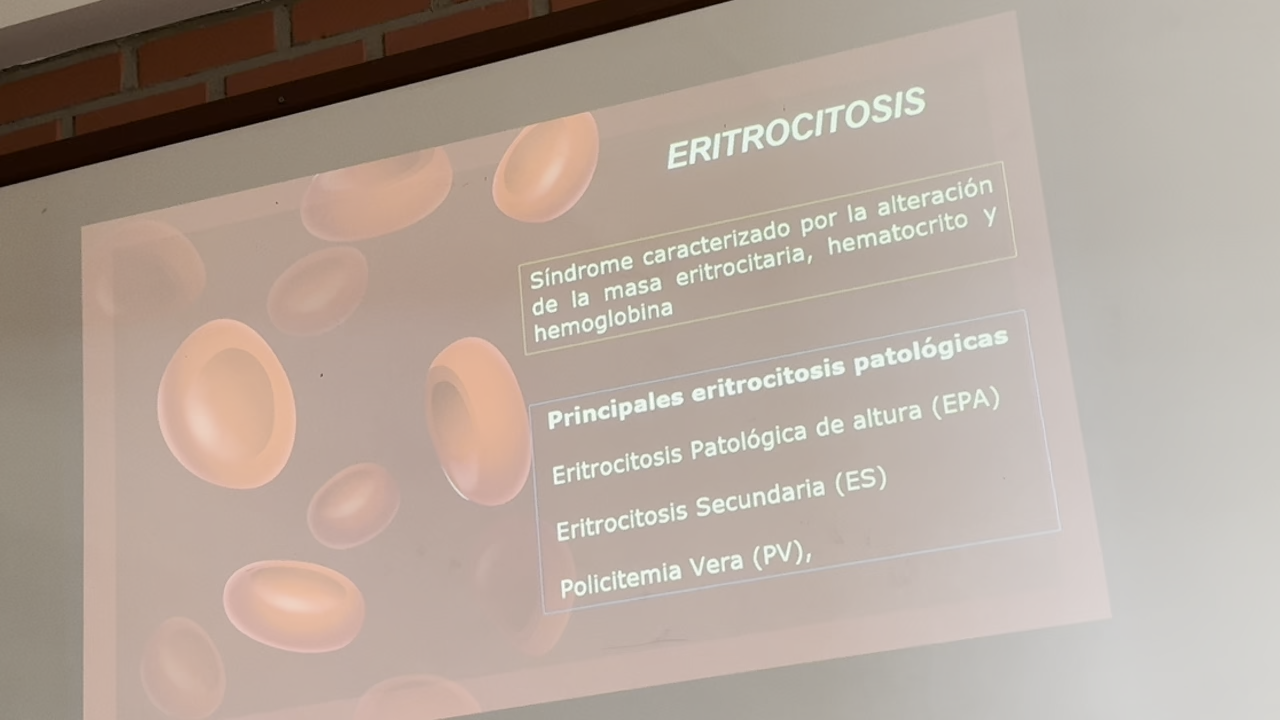 ERITROCITOSIS
Síndrome caracterizado por la alteración
de la masa eritrocitaria, hematocrito y
hemoglobina
Principales eritrocitosis patológicas
Eritrocitosis Patológica de altura (EPA)
Eritrocitosis Secundaria (ES)
Policitemia Vera (PV),